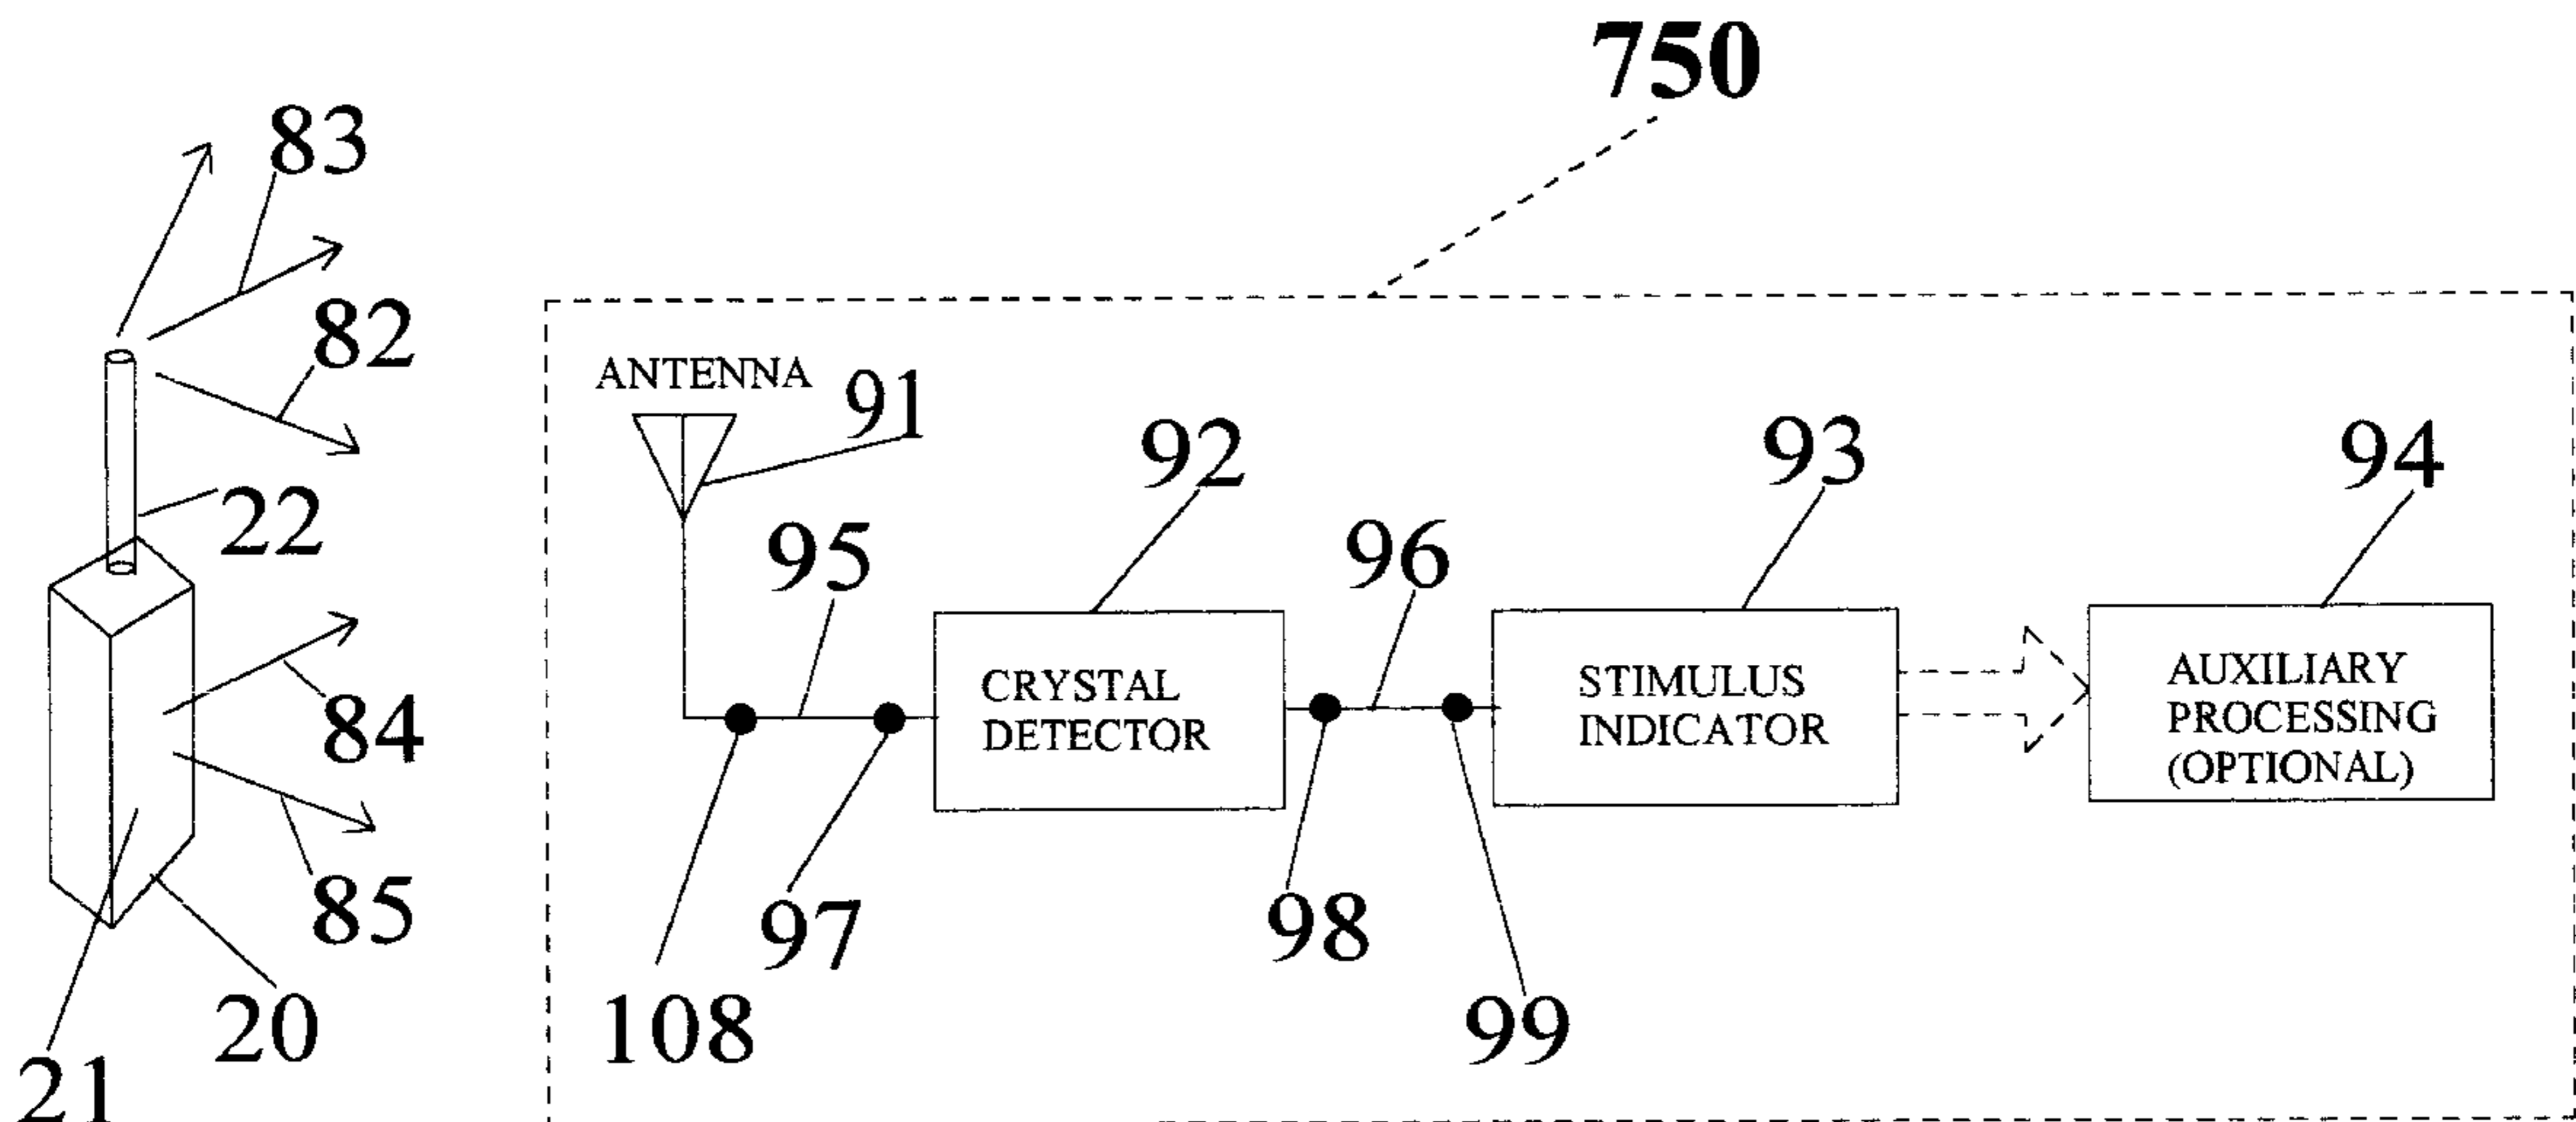 750
83
82
ANTENNA
91
92
93
94
22
95
96
CRYSTAL
DETECTOR
STIMULUS
INDICATOR
AUXILIARY
PROCESSING
(OPTIONAL)
84
85
97
98
20
108
99
21